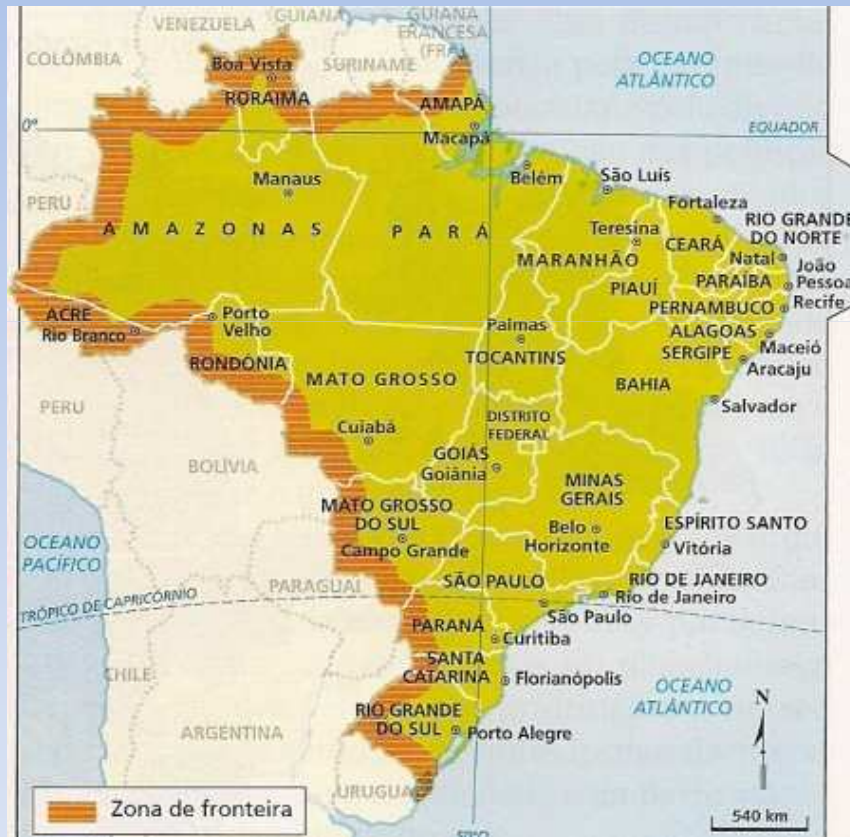 VENEZUELA
GUIANA
GUIANA
FRANCESA
(FRA)
COLÔMBIA
SURINAME
Boa Vista
RORAIMA
OCEANO
ATLÂNTICO
AMAPÁ
0°
EQUADOR
Macapá
Manaus
Belém
São Luís
PERU
Fortaleza
AMAZONAS
PARÁ
Teresina
CEARÁ
RIO GRANDE
DO NORTE
MARANHÃO
Natal
PIAUÍ
PARAÍBA
João
Pessoa
PERNAMBUCO
Recife
ACRE
Rio Branco
Porto
Velho
Palmas
TOCANTINS
ALAGOAS
Maceió
SERGIPE
Aracaju
RONDÔNIA
MATO GROSSO
BAHIA
PERU
Salvador
Cuiabá
DISTRITO
FEDERAL
BOLÍVIA
GOIÁS
Goiânia
MINAS
GERAIS
MATO GROSSO
DO SUL
Campo Grande
Belo
Horizonte
ESPÍRITO SANTO
Vitória
OCEANO
PACÍFICO
PARAGUAI
SÃO PAULO
RIO DE JANEIRO
Rio de Janeiro
TRÓPICO DE CAPRICÓRNIO
São Paulo
PARANÁ
Curitiba
SANTA
CATARINA
Florianópolis
CHILE
OCEANO
ATLÂNTICO
N
RIO GRANDE
DO SUL
Porto Alegre
ARGENTINA
URUGUAI
Zona de fronteira
540 km
50°O